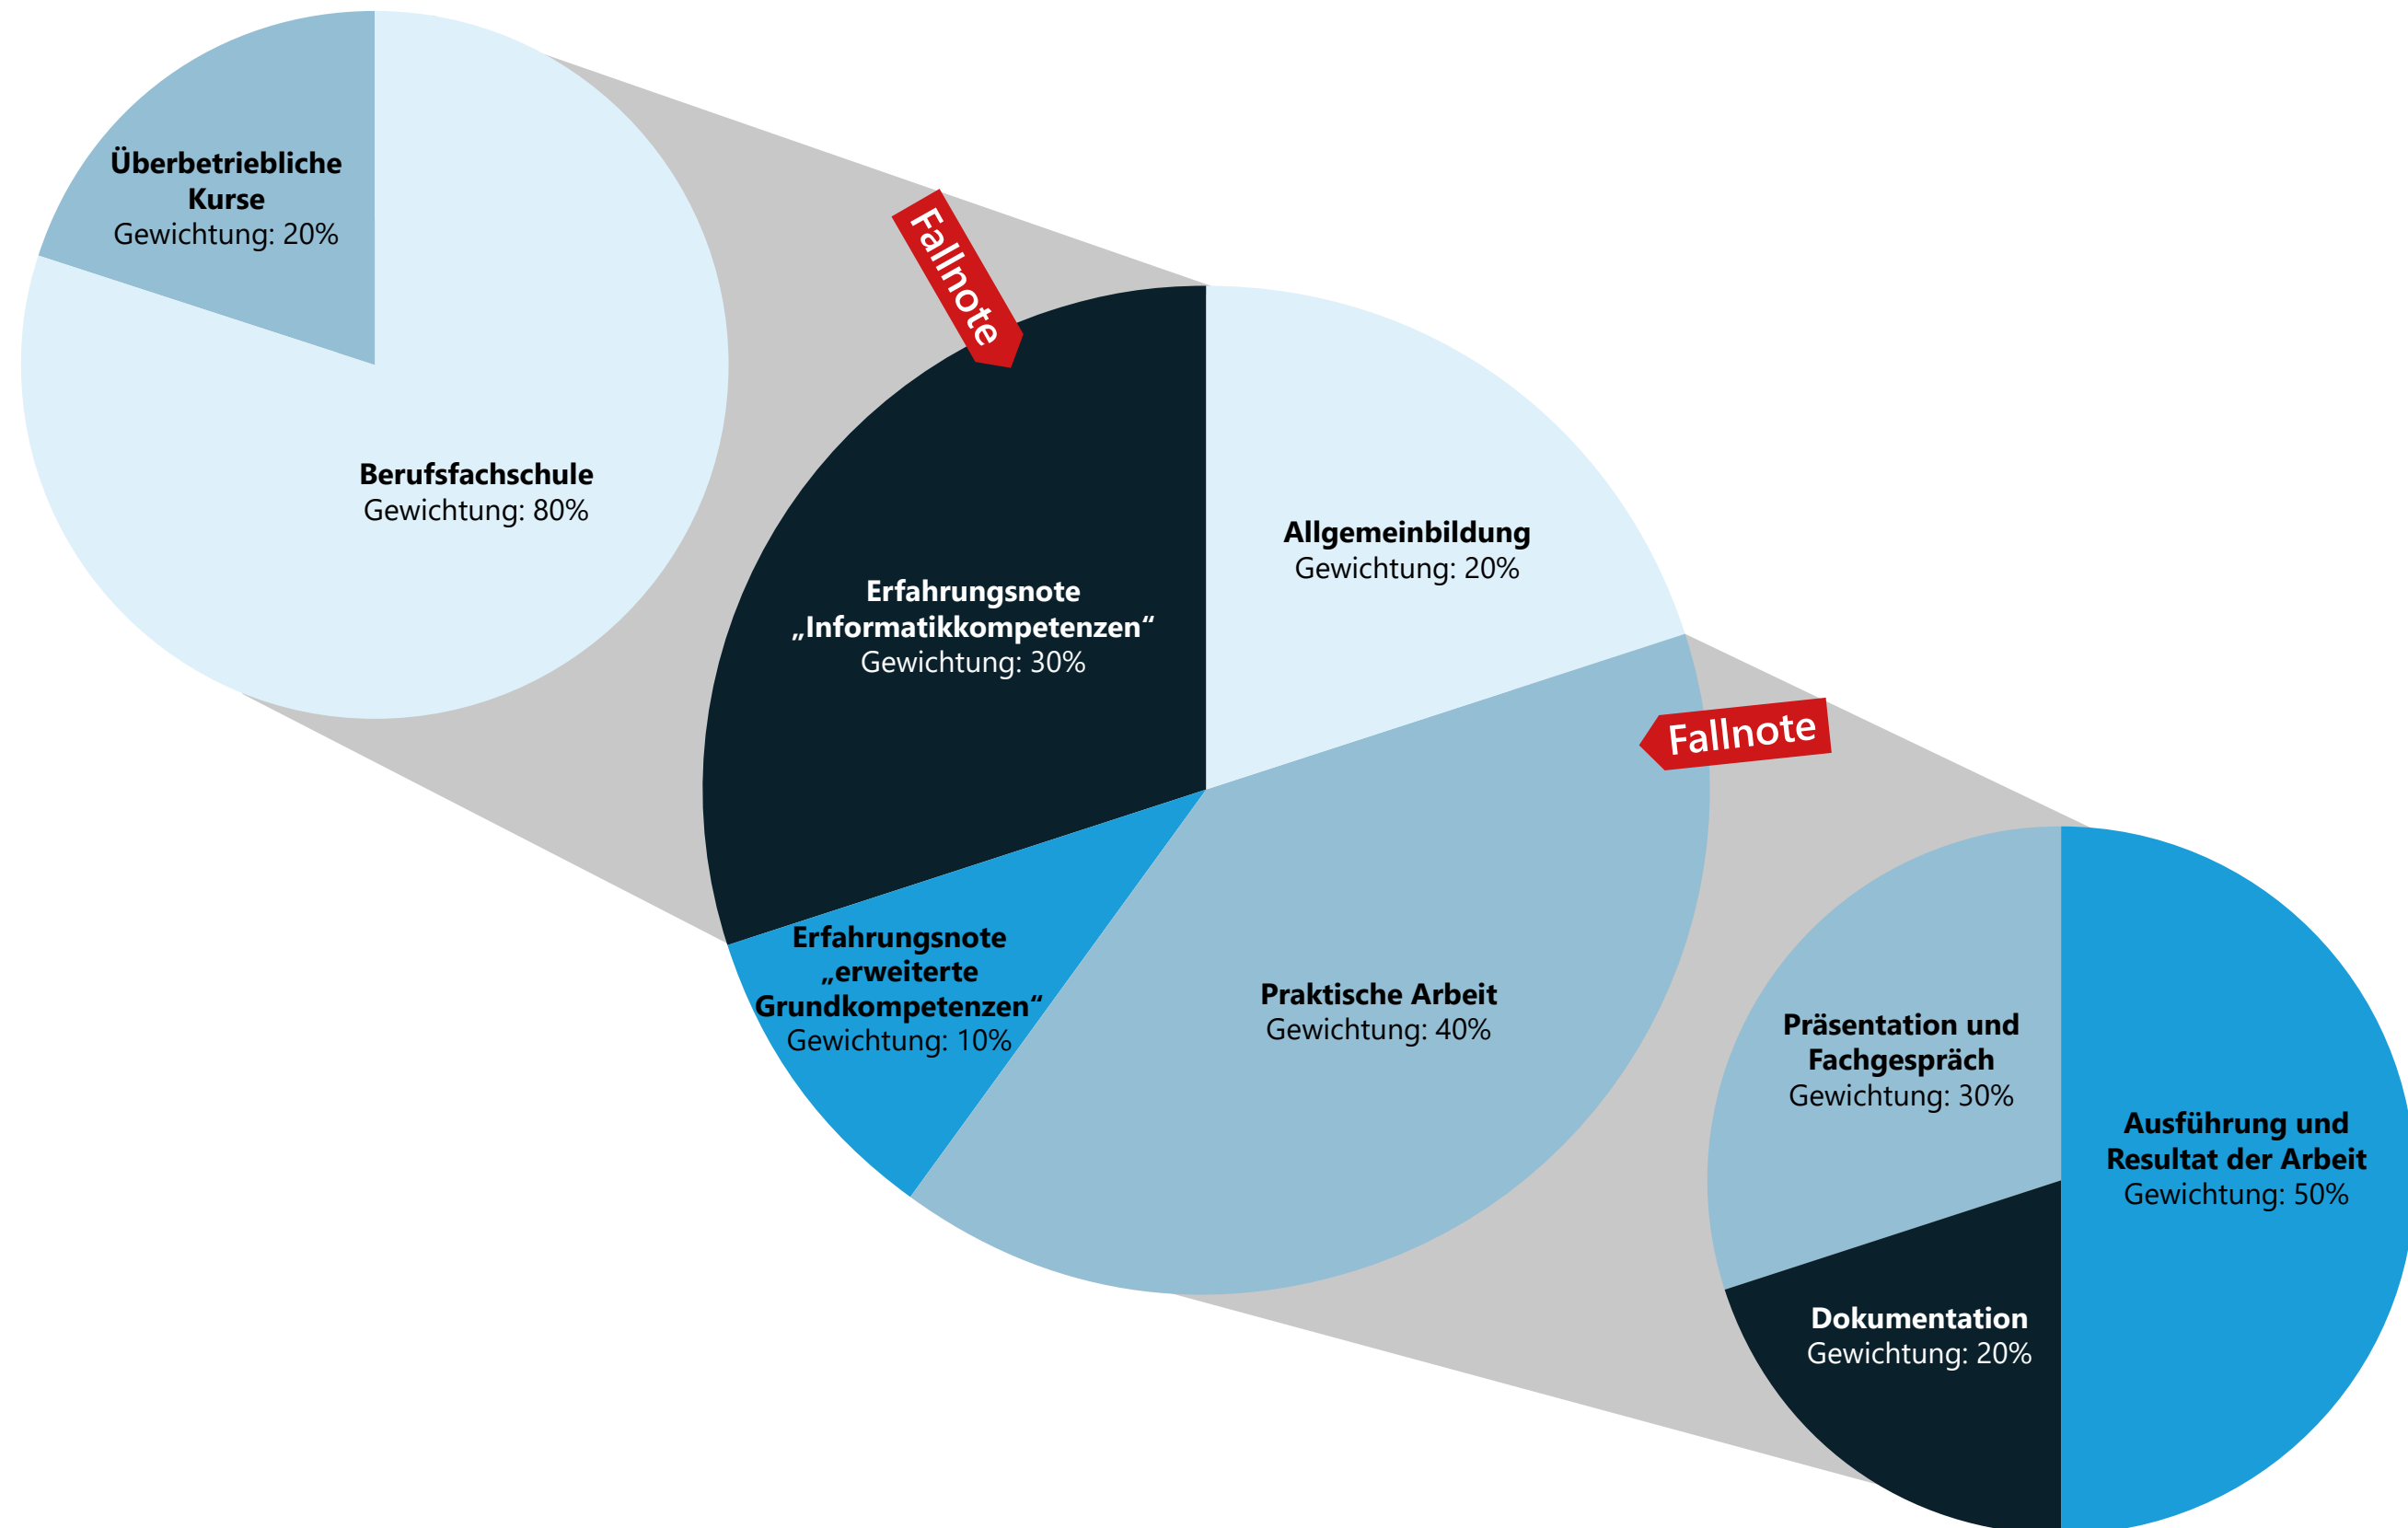 Überbetriebliche
Kurse
Gewichtung: 20%
Berufsfachschule
Gewichtung: 80%
Fallnote
Erfahrungsnote
„Informatikkompetenzen“
Gewichtung: 30%
Allgemeinbildung
Gewichtung: 20%
Fallnote
Erfahrungsnote
„erweiterte
Grundkompetenzen“
Gewichtung: 10%
Praktische Arbeit
Gewichtung: 40%
Präsentation und
Fachgespräch
Gewichtung: 30%
Ausführung und
Resultat der Arbeit
Gewichtung: 50%
Dokumentation
Gewichtung: 20%